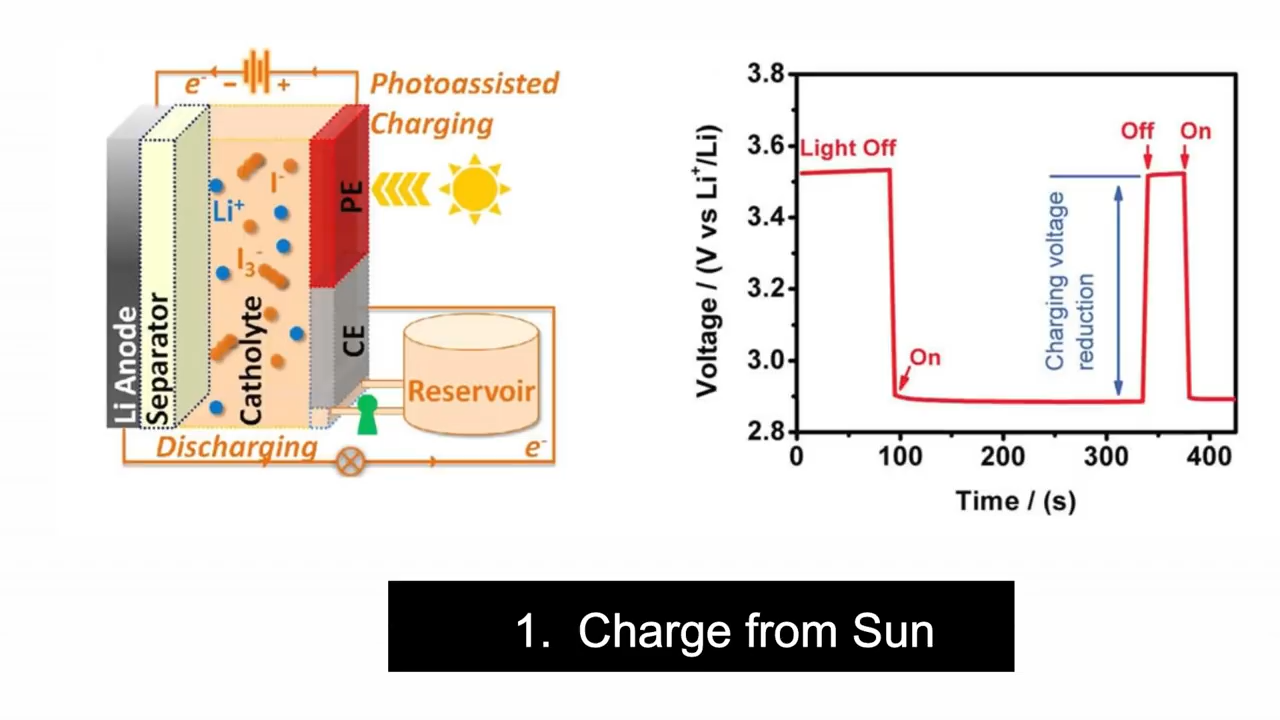 e⁻ − +
Photoassisted
Charging
PE
I⁻
Li⁺
I₃⁻
Li Anode
Separator
Catholyte
CE
Reservoir
Discharging
e⁻
3.8
3.6
3.4
3.2
3.0
2.8
Voltage / (V vs Li⁺/Li)
Light Off
On
Off On
Charging voltage
reduction
0 100 200 300 400
Time / (s)
1. Charge from Sun